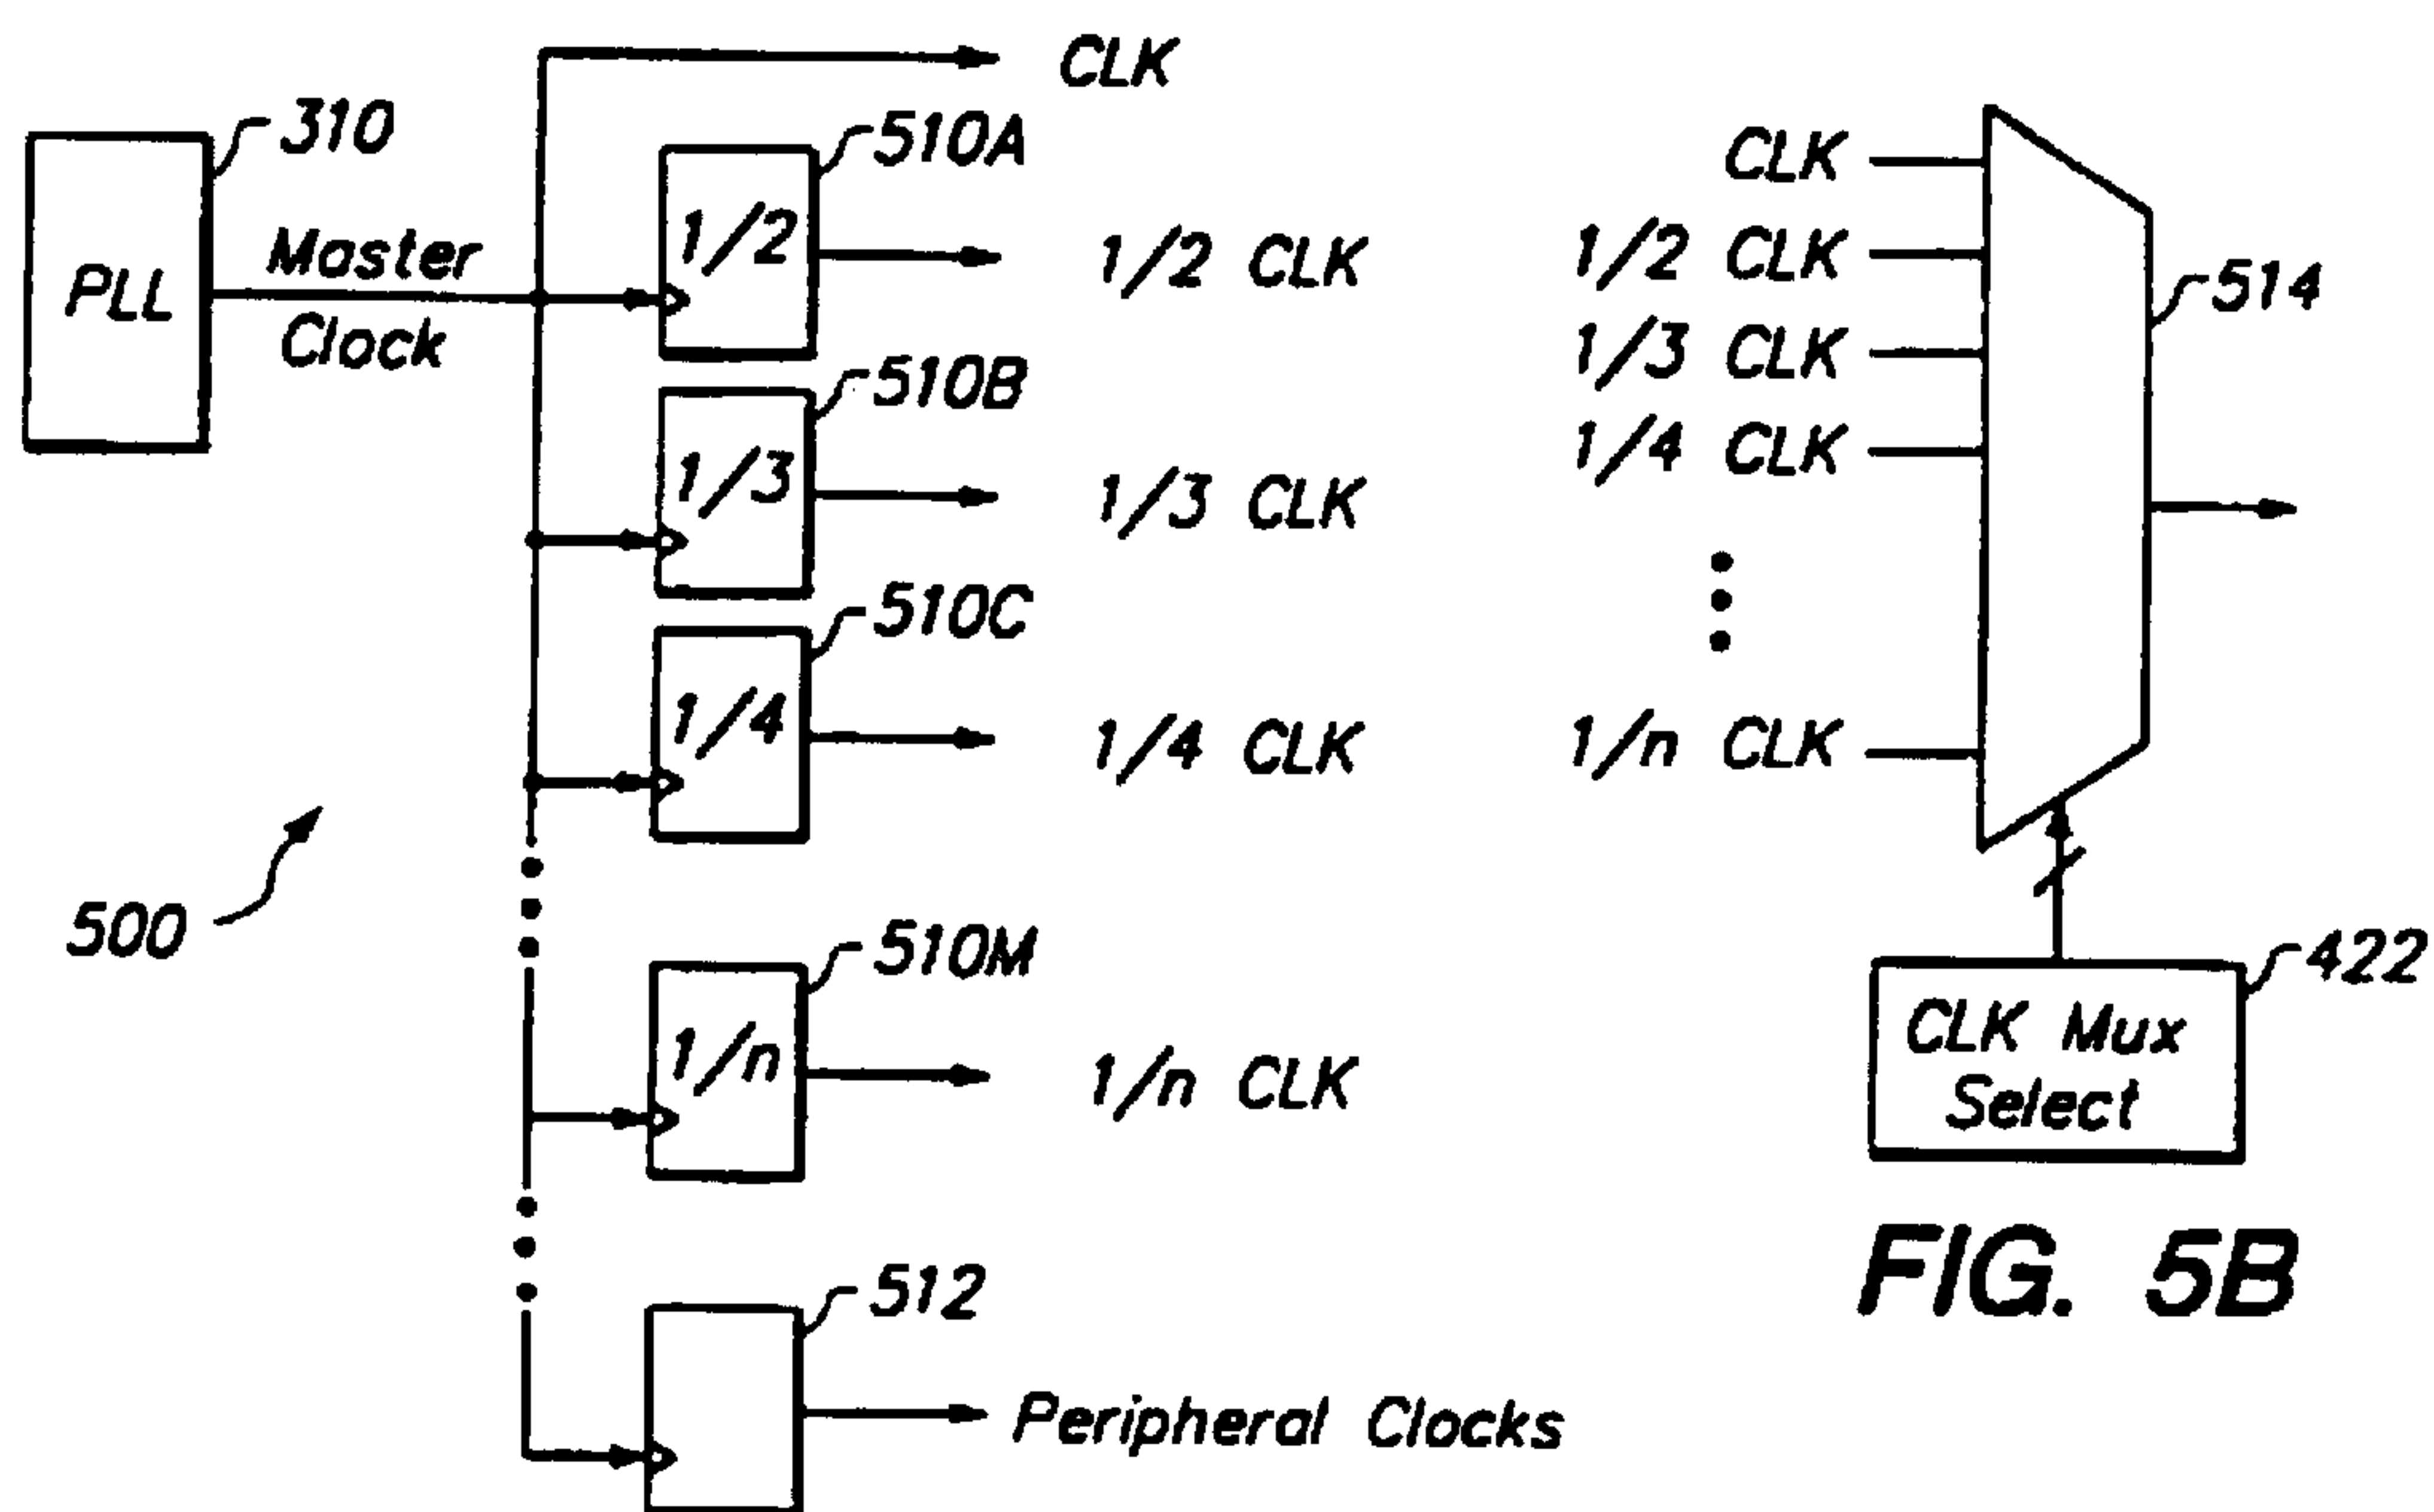 CLK
310
510A
1/2
PLL
Master
Clock
1/2 CLK
510B
1/3
1/3 CLK
510C
1/4
1/4 CLK
500
510M
1/n
1/n CLK
512
Peripheral Clocks
CLK
1/2 CLK
1/3 CLK
1/4 CLK
1/n CLK
514
422
CLK Mux
Select
FIG. 5B